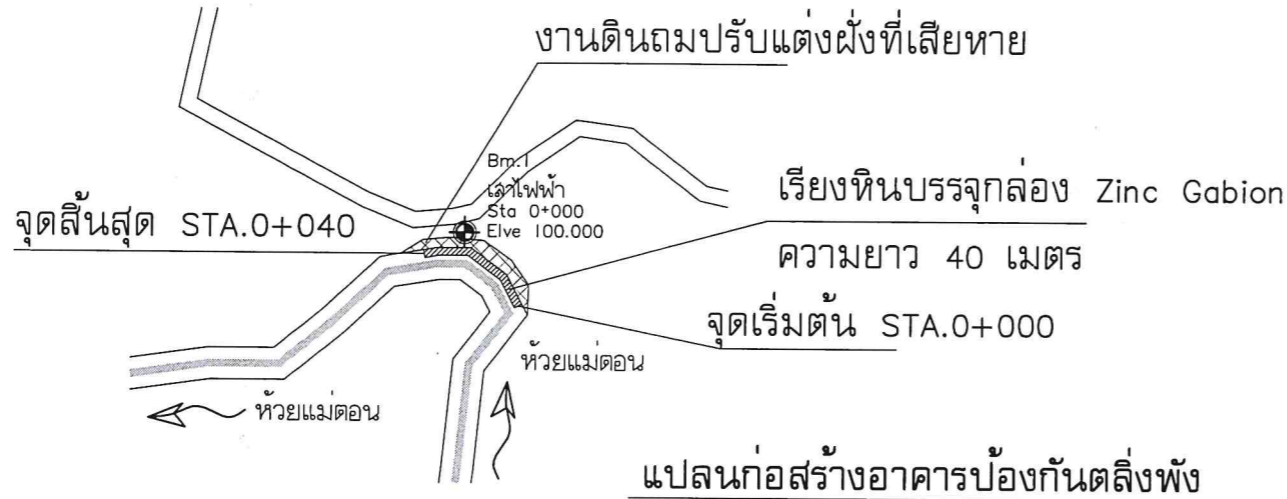 งานดินถมปรับแต่งฝั่งที่เสียหาย
Bm.1
เสาไฟฟ้า
Sta 0+000
Elve 100.000
เรียงหินบรรจุกล่อง Zinc Gabion
ความยาว 40 เมตร
จุดสิ้นสุด STA.0+040
จุดเริ่มต้น STA.0+000
ห้วยแม่ตอน
ห้วยแม่ตอน
แปลนก่อสร้างอาคารป้องกันตลิ่งพัง